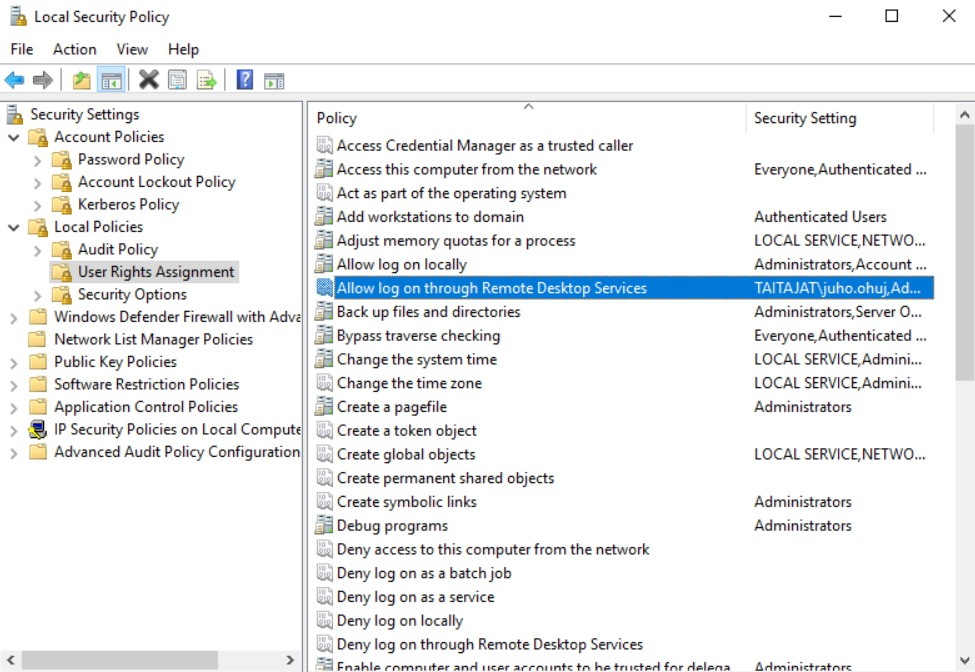 Local Security Policy
File Action View Help
Security Settings
Account Policies
Password Policy
Account Lockout Policy
Kerberos Policy
Local Policies
Audit Policy
User Rights Assignment
Security Options
Windows Defender Firewall with Adva
Network List Manager Policies
Public Key Policies
Software Restriction Policies
Application Control Policies
IP Security Policies on Local Compute
Advanced Audit Policy Configuration
Policy Security Setting
Access Credential Manager as a trusted caller
Access this computer from the network Everyone,Authenticated ...
Act as part of the operating system
Add workstations to domain Authenticated Users
Adjust memory quotas for a process LOCAL SERVICE,NETWO...
Allow log on locally Administrators,Account ...
Allow log on through Remote Desktop Services TAITAJAT\juho.ohuj,Ad...
Back up files and directories Administrators,Server O...
Bypass traverse checking Everyone,Authenticated ...
Change the system time LOCAL SERVICE,Admini...
Change the time zone LOCAL SERVICE,Admini...
Create a pagefile Administrators
Create a token object
Create global objects LOCAL SERVICE,NETWO...
Create permanent shared objects
Create symbolic links Administrators
Debug programs Administrators
Deny access to this computer from the network
Deny log on as a batch job
Deny log on as a service
Deny log on locally
Deny log on through Remote Desktop Services
Enable computer and user accounts to be trusted for delega Administrators